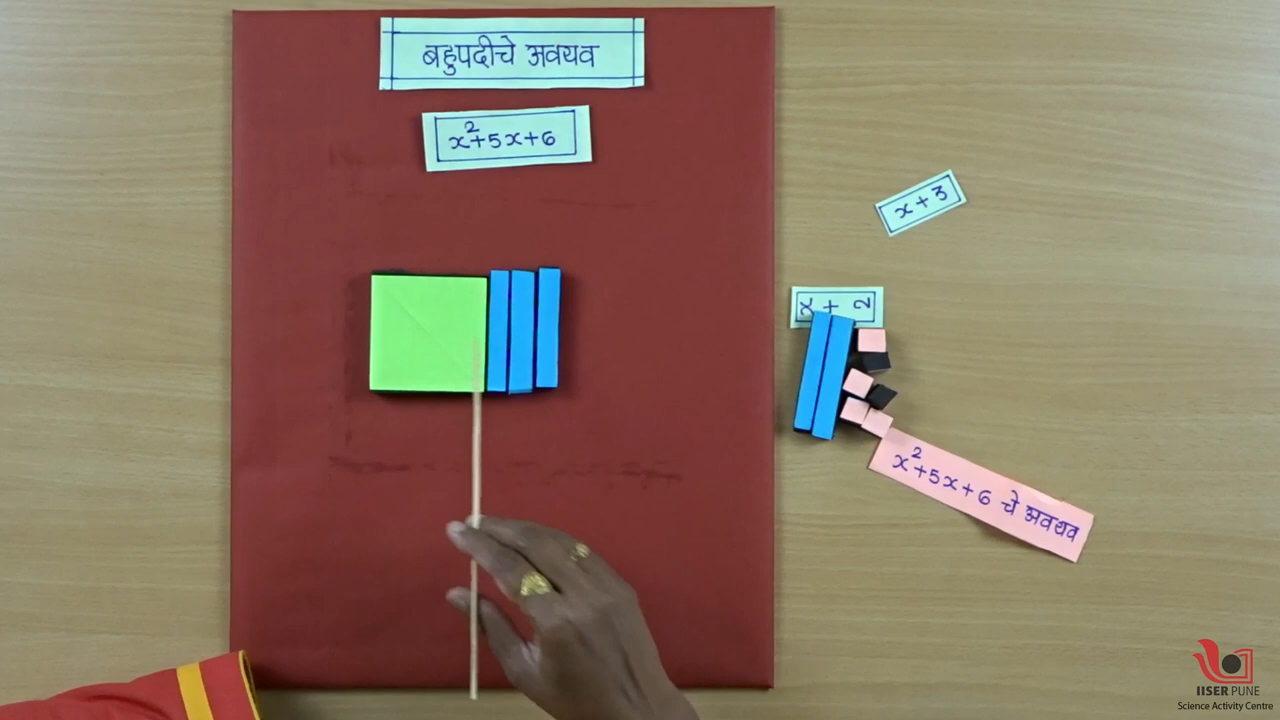 बहुपदीचे अवयव
x²+5x+6
x+3
x+2
x²+5x+6 चे अवयव
IISER PUNE
Science Activity Centre